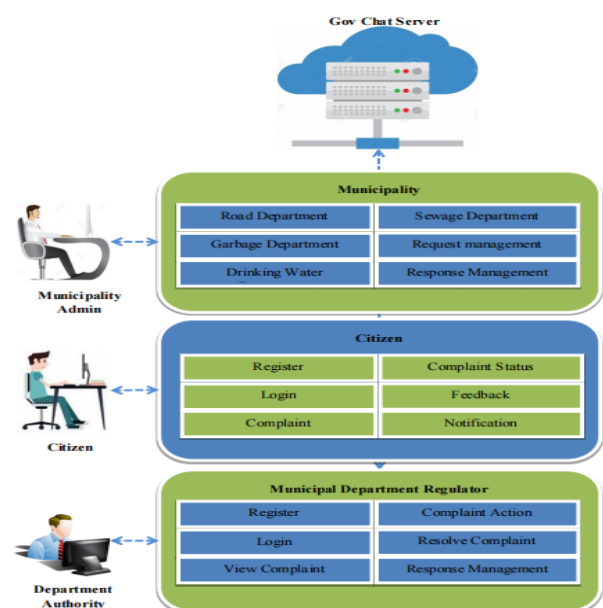 Gov Chat Server
Municipality
Road Department
Sewage Department
Garbage Department
Request management
Drinking Water
Response Management
Municipality
Admin
Citizen
Register
Complaint Status
Login
Feedback
Complaint
Notification
Citizen
Municipal Department Regulator
Register
Complaint Action
Login
Resolve Complaint
View Complaint
Response Management
Department
Authority